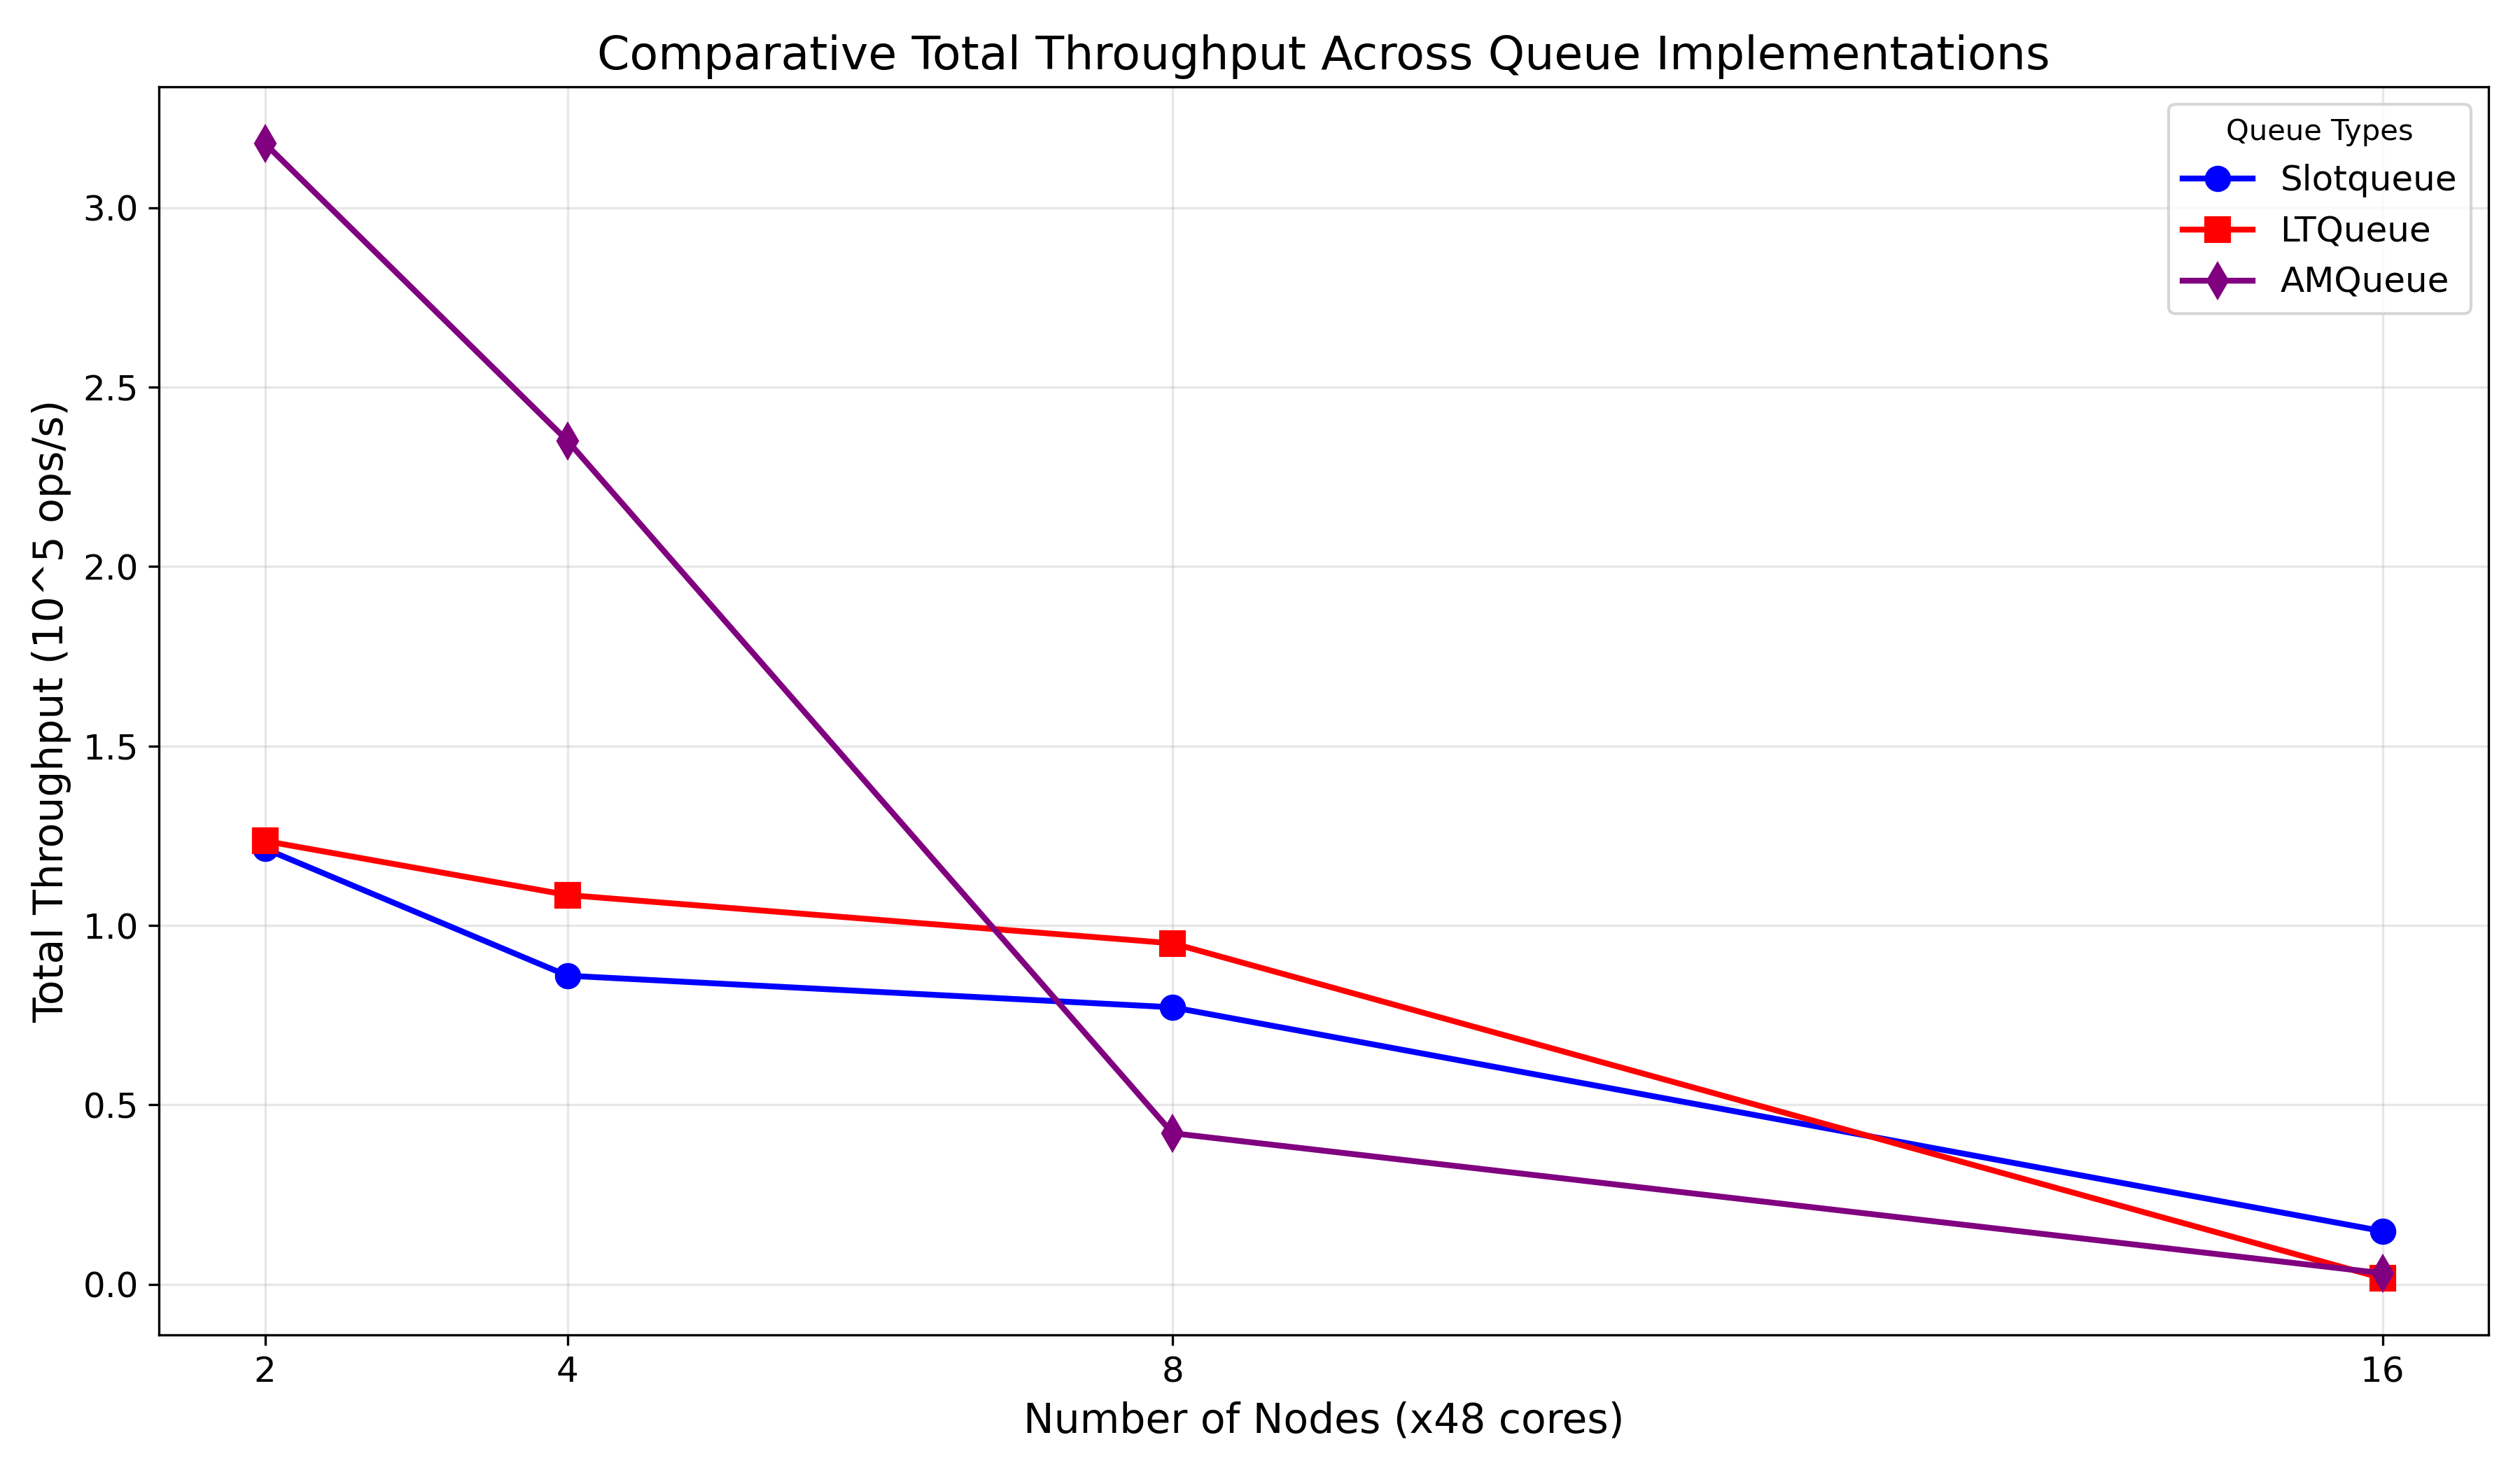 Comparative Total Throughput Across Queue Implementations
Queue Types
Slotqueue
LTQueue
AMQueue
Total Throughput (10^5 ops/s)
3.0
2.5
2.0
1.5
1.0
0.5
0.0
2
4
8
16
Number of Nodes (x48 cores)